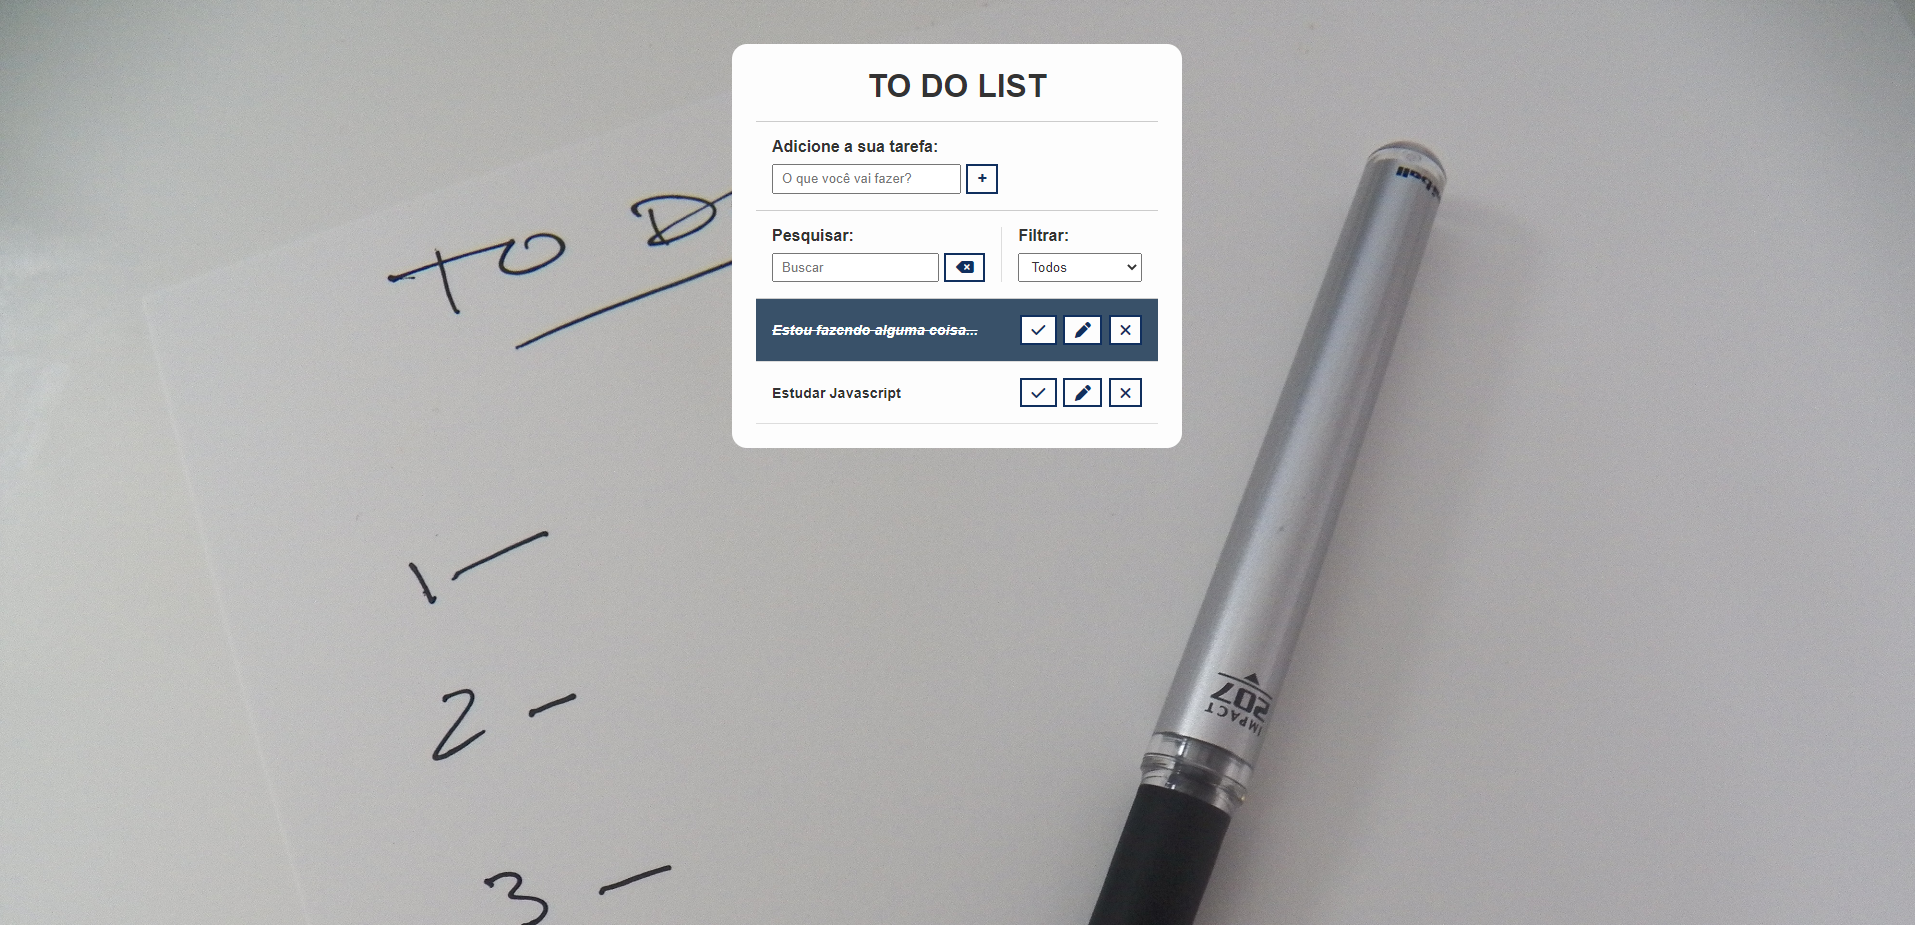 TO DO LIST
Adicione a sua tarefa:
O que você vai fazer?
+
Pesquisar:
Filtrar:
Buscar
Todos
Estou fazendo alguma coisa...
Estudar Javascript
TO D
1 -
2 -
3 -
IMPACT
207